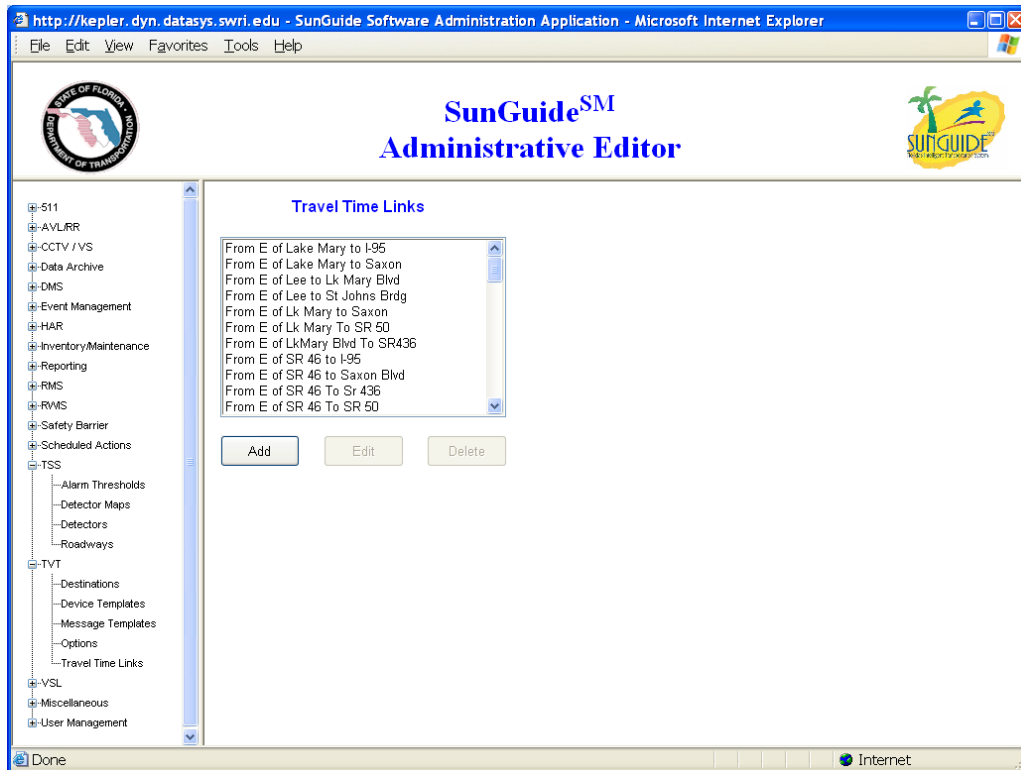 http://kepler.dyn.datasys.swri.edu - SunGuide Software Administration Application - Microsoft Internet Explorer
File Edit View Favorites Tools Help
STATE OF FLORIDA
DEPARTMENT OF TRANSPORTATION
SunGuideSM
Administrative Editor
SUNGUIDE
511
AVL/RR
CCTV / VS
Data Archive
DMS
Event Management
HAR
Inventory/Maintenance
Reporting
RMS
RWIS
Safety Barrier
Scheduled Actions
TSS
Alarm Thresholds
Detector Maps
Detectors
Roadways
TVT
Destinations
Device Templates
Message Templates
Options
Travel Time Links
VSL
Miscellaneous
User Management
Travel Time Links
From E of Lake Mary to I-95
From E of Lake Mary to Saxon
From E of Lee to Lk Mary Blvd
From E of Lee to St Johns Brdg
From E of Lk Mary to Saxon
From E of Lk Mary To SR 50
From E of LkMary Blvd To SR436
From E of SR 46 to I-95
From E of SR 46 to Saxon Blvd
From E of SR 46 To Sr 436
From E of SR 46 To SR 50
Add Edit Delete
Done Internet